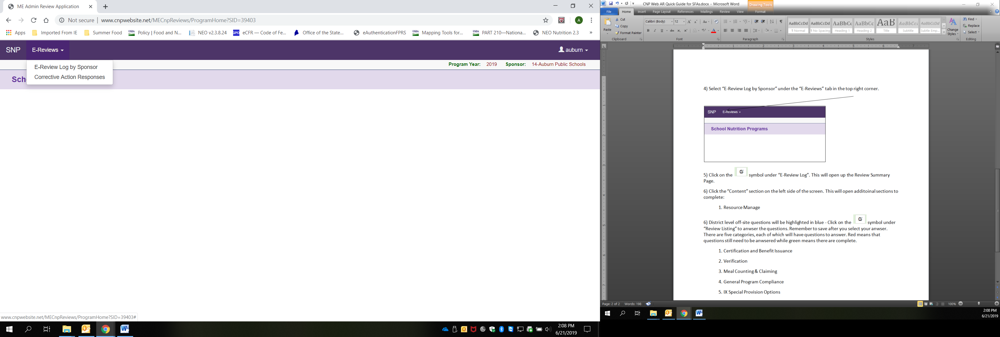 ME Admin Review Application
Not secure | www.cnpwebsite.net/MECnpReviews/ProgramHome?SID=39403
A
Apps Imported From IE Summer Food USDA Policy | Food and N... NEO v2.3.8.24 GPO eCFR — Code of Fe... Office of the State... eAuthenticationFPRS USDA Mapping Tools for... USDA PART 210—Nationa... NEO Nutrition 2.3 »
SNP E-Reviews auburn
E-Review Log by Sponsor
Corrective Action Responses
Program Year: 2019 Sponsor: 14-Auburn Public Schools
Sch
www.cnpwebsite.net/MECnpReviews/ProgramHome?SID=39403#
2:08 PM
6/21/2019
CNP Web AR Quick Guide for SFAs.docx - Microsoft Word
Drawing Tools
File Home Insert Page Layout References Mailings Review View Format
Paste
Cut
Copy
Format Painter
Clipboard
Calibri (Body) 12
Font
Paragraph
AaBbCcDd AaBbCcDd AaBbC AaBbCc AaB AaBbCc AaBbCcDd
¶ Normal ¶ No Spacing Heading 1 Heading 2 Title Subtitle Subtle Emp...
Change Styles
Styles
Find
Replace
Select
Editing
4) Select “E-Review Log by Sponsor” under the “E-Reviews” tab in the top right corner.
SNP E-Reviews
School Nutrition Programs
5) Click on the symbol under “E-Review Log”. This will open up the Review Summary
Page.
6) Click the “Content” section on the left side of the screen. This will open additoinal sections to
complete:
1. Resource Manage
6) District level off-site questions will be highlighted in blue - Click on the symbol under
“Review Listing” to anwser the questions. Remember to save after you select your anwser.
There are five categories, each of which will have questions to answer. Red means that
questions still need to be anwsered while green means there are complete.
1. Certification and Benefit Issuance
2. Verification
3. Meal Counting & Claiming
4. General Program Compliance
5. IX Special Provision Options
Page: 2 of 2 Words: 198 100%
2:08 PM
6/21/2019